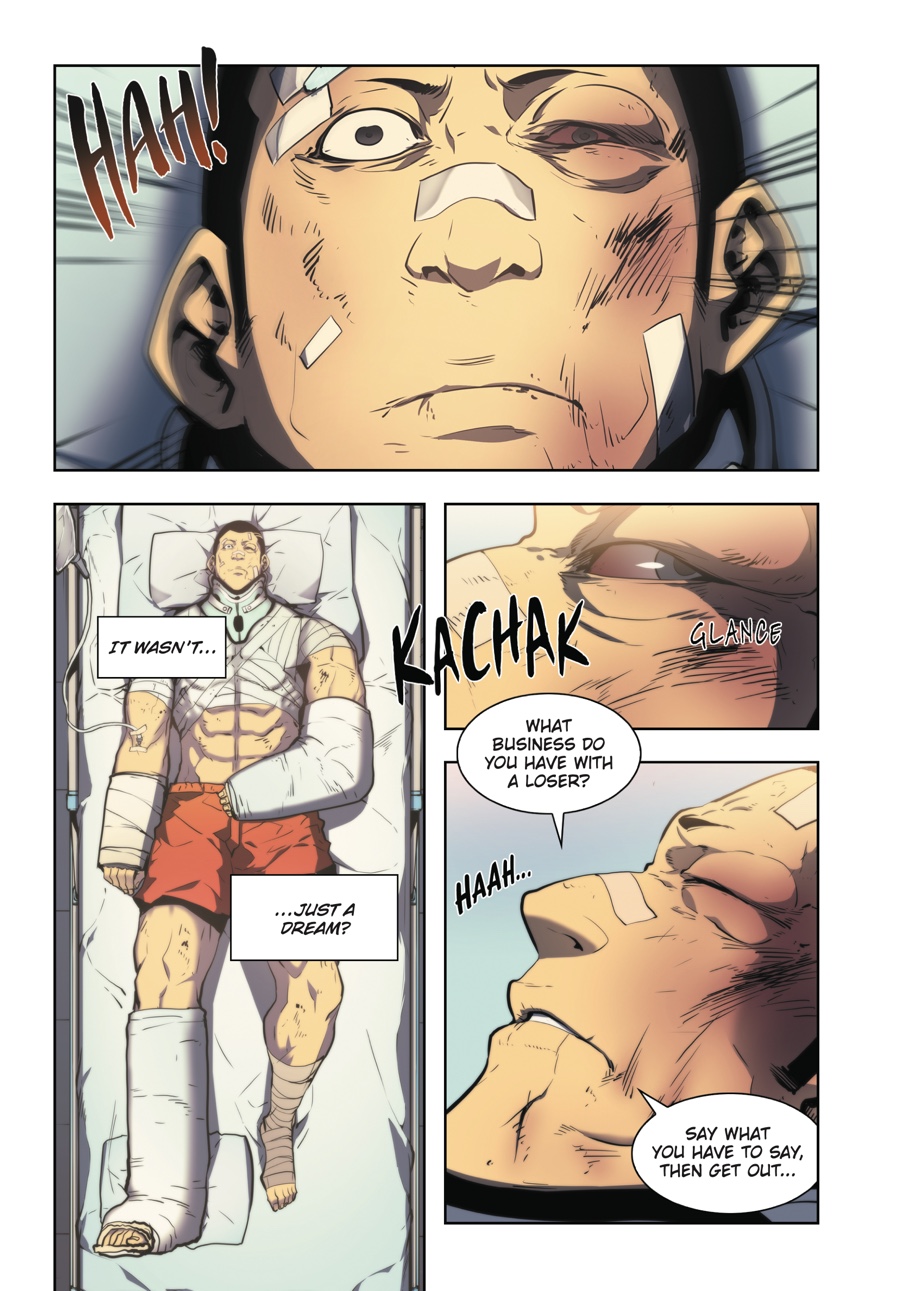 HAH!
IT WASN'T...
...JUST A
DREAM?
KACHAK
GLANCE
WHAT
BUSINESS DO
YOU HAVE WITH
A LOSER?
HAAH...
SAY WHAT
YOU HAVE TO SAY,
THEN GET OUT...